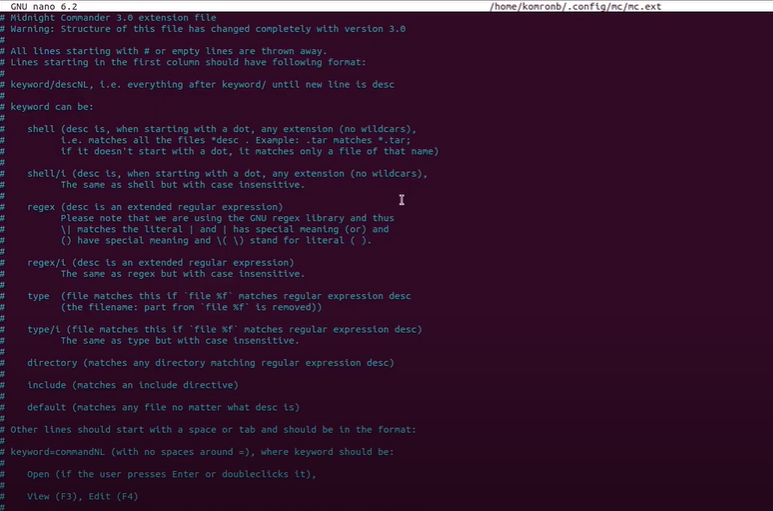 GNU nano 6.2 /home/komronb/.config/mc/mc.ext
# Midnight Commander 3.0 extension file
# Warning: Structure of this file has changed completely with version 3.0
#
# All lines starting with # or empty lines are thrown away.
# Lines starting in the first column should have following format:
#
# keyword/descNL, i.e. everything after keyword/ until new line is desc
#
# keyword can be:
#
#    shell (desc is, when starting with a dot, any extension (no wildcars),
#          i.e. matches all the files *desc . Example: .tar matches *.tar;
#          if it doesn't start with a dot, it matches only a file of that name)
#
#    shell/i (desc is, when starting with a dot, any extension (no wildcars),
#          The same as shell but with case insensitive.
#
#    regex (desc is an extended regular expression)
#          Please note that we are using the GNU regex library and thus
#          \| matches the literal | and | has special meaning (or) and
#          () have special meaning and \( \) stand for literal ( ).
#
#    regex/i (desc is an extended regular expression)
#          The same as regex but with case insensitive.
#
#    type  (file matches this if `file %f` matches regular expression desc
#          (the filename: part from `file %f` is removed))
#
#    type/i (file matches this if `file %f` matches regular expression desc)
#          The same as type but with case insensitive.
#
#    directory (matches any directory matching regular expression desc)
#
#    include (matches an include directive)
#
#    default (matches any file no matter what desc is)
#
# Other lines should start with a space or tab and should be in the format:
#
# keyword=commandNL (with no spaces around =), where keyword should be:
#
#    Open (if the user presses Enter or doubleclicks it),
#
#    View (F3), Edit (F4)
#